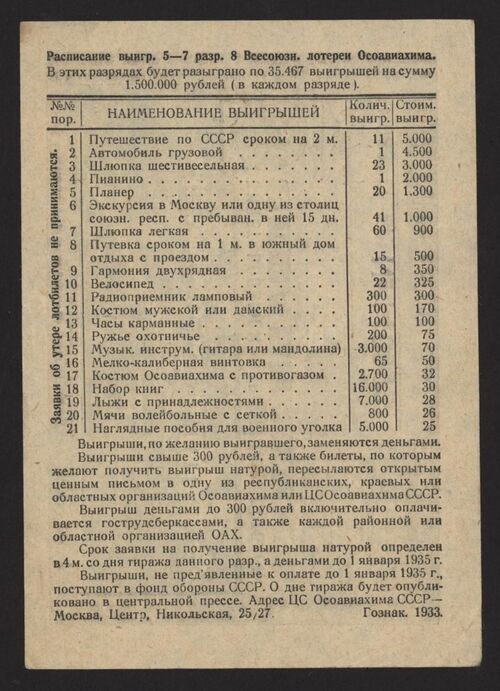 Расписание выигр. 5—7 разр. 8 Всесоюзн. лотереи Осоавиахима.
В этих разрядах будет разыграно по 35.467 выигрышей на сумму
1.500.000 рублей (в каждом разряде).
№№ пор. НАИМЕНОВАНИЕ ВЫИГРЫШЕЙ Колич. выигр. Стоим. выигр.
1 Путешествие по СССР сроком на 2 м. 11 5.000
2 Автомобиль грузовой . . . . . . . 1 4.500
3 Шлюпка шестивесельная . . . . . . 23 3.000
4 Пианино . . . . . . . . . . . . . 1 2.000
5 Планер . . . . . . . . . . . . . 20 1.300
6 Экскурсия в Москву или одну из столиц
союзн. респ. с пребыван. в ней 15 дн. 41 1.000
7 Шлюпка легкая . . . . . . . . . . 60 900
8 Путевка сроком на 1 м. в южный дом
отдыха с проездом . . . . . . . . 15 500
9 Гармония двухрядная . . . . . . . 8 350
10 Велосипед . . . . . . . . . . . . 22 325
11 Радиоприемник ламповый . . . . . 300 300
12 Костюм мужской или дамский . . . . 100 170
13 Часы карманные . . . . . . . . . 100 100
14 Ружье охотничье . . . . . . . . . 200 75
15 Музык. инструм. (гитара или мандолина) 3.000 70
16 Мелко-калиберная винтовка . . . . . 65 50
17 Костюм Осоавиахима с противогазом . 2.700 32
18 Набор книг . . . . . . . . . . . 16.000 30
19 Лыжи с принадлежностями . . . . . 7.000 28
20 Мячи волейбольные с сеткой . . . . 800 26
21 Наглядные пособия для военного уголка 5.000 25
Заявки об утере лотбилетов не принимаются.
Выигрыши, по желанию выигравшего, заменяются деньгами.
Выигрыши свыше 300 рублей, а также билеты, по которым
желают получить выигрыш натурой, пересылаются открытым
ценным письмом в одну из республиканских, краевых или
областных организаций Осоавиахима или ЦС Осоавиахима СССР.
Выигрыш деньгами до 300 рублей включительно оплачи-
вается гострудсберкассами, а также каждой районной или
областной организацией ОАХ.
Срок заявки на получение выигрыша натурой определен
в 4 м. со дня тиража данного разр., а деньгами до 1 января 1935 г.
Выигрыши, не пред'явленные к оплате до 1 января 1935 г.,
поступают в фонд обороны СССР. О дне тиража будет опубли-
ковано в центральной прессе. Адрес ЦС Осоавиахима СССР—
Москва, Центр, Никольская, 25/27. Гознак. 1933.